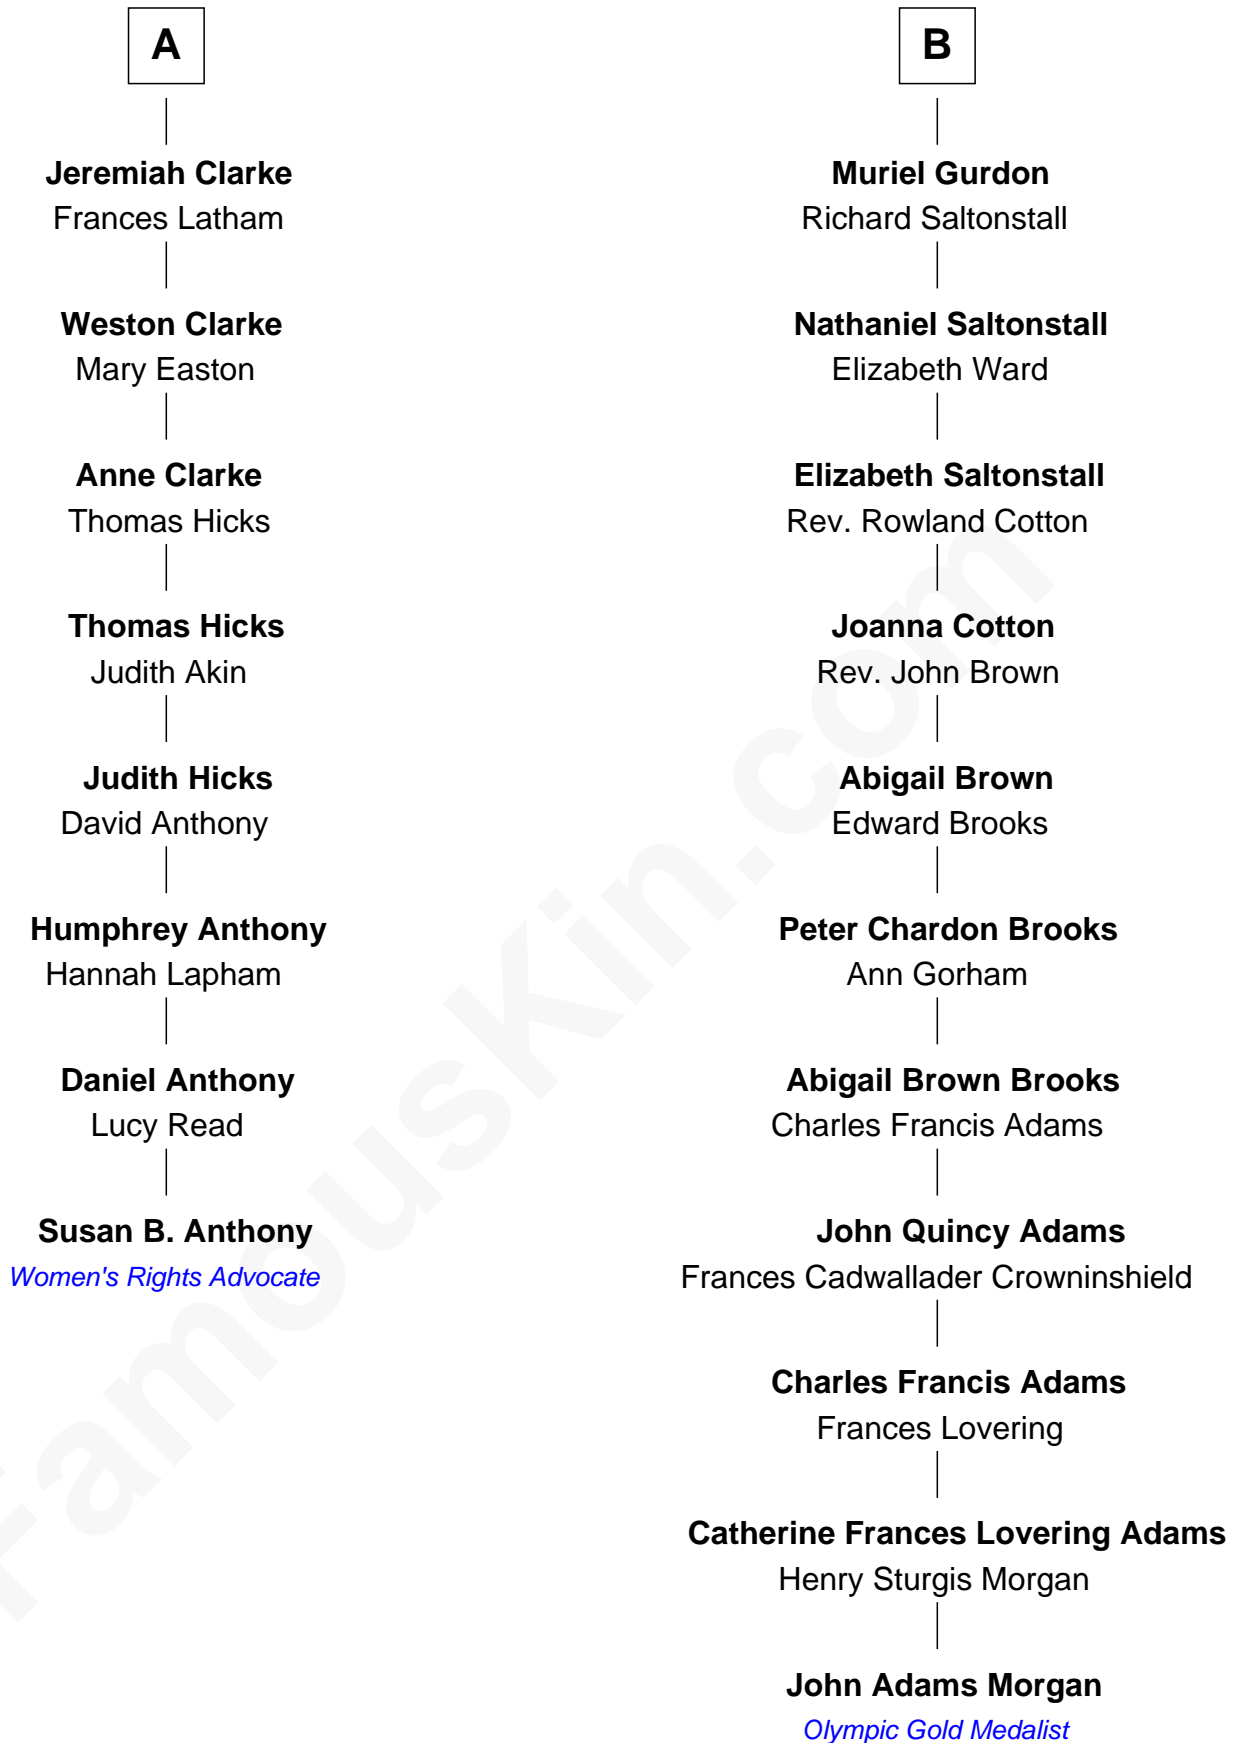 A
Jeremiah Clarke
Frances Latham
Weston Clarke
Mary Easton
Anne Clarke
Thomas Hicks
Thomas Hicks
Judith Akin
Judith Hicks
David Anthony
Humphrey Anthony
Hannah Lapham
Daniel Anthony
Lucy Read
Susan B. Anthony
Women's Rights Advocate
B
Muriel Gurdon
Richard Saltonstall
Nathaniel Saltonstall
Elizabeth Ward
Elizabeth Saltonstall
Rev. Rowland Cotton
Joanna Cotton
Rev. John Brown
Abigail Brown
Edward Brooks
Peter Chardon Brooks
Ann Gorham
Abigail Brown Brooks
Charles Francis Adams
John Quincy Adams
Frances Cadwallader Crowninshield
Charles Francis Adams
Frances Lovering
Catherine Frances Lovering Adams
Henry Sturgis Morgan
John Adams Morgan
Olympic Gold Medalist
FamousKin.com